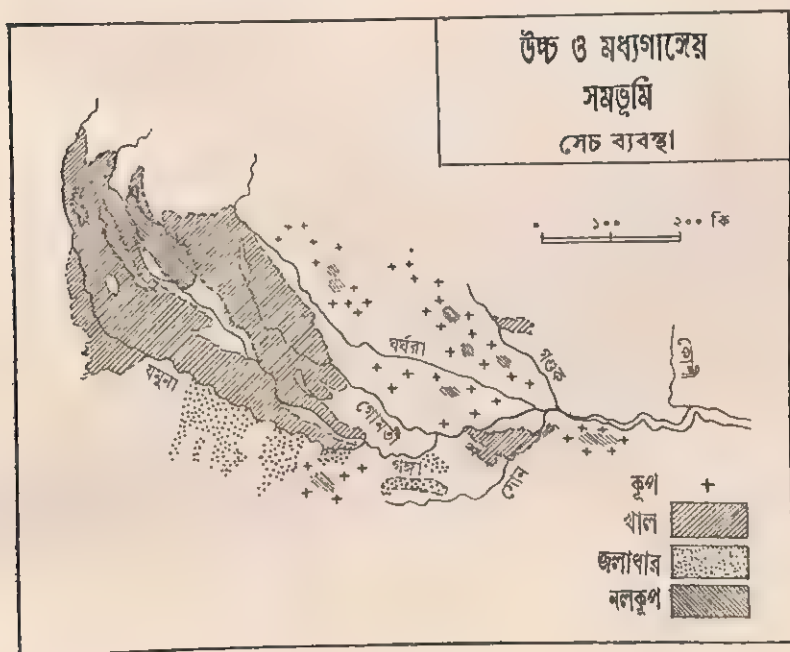 উচ্চ ও মধ্যগাঙ্গেয়
সমভূমি
সেচ ব্যবস্থা
০ ১০০ ২০০ কি
ঘর্ঘরা
গণ্ডক
কোশী
যমুনা
গোমতী
গঙ্গা
শোন
কূপ +
খাল
জলাধার
নলকূপ